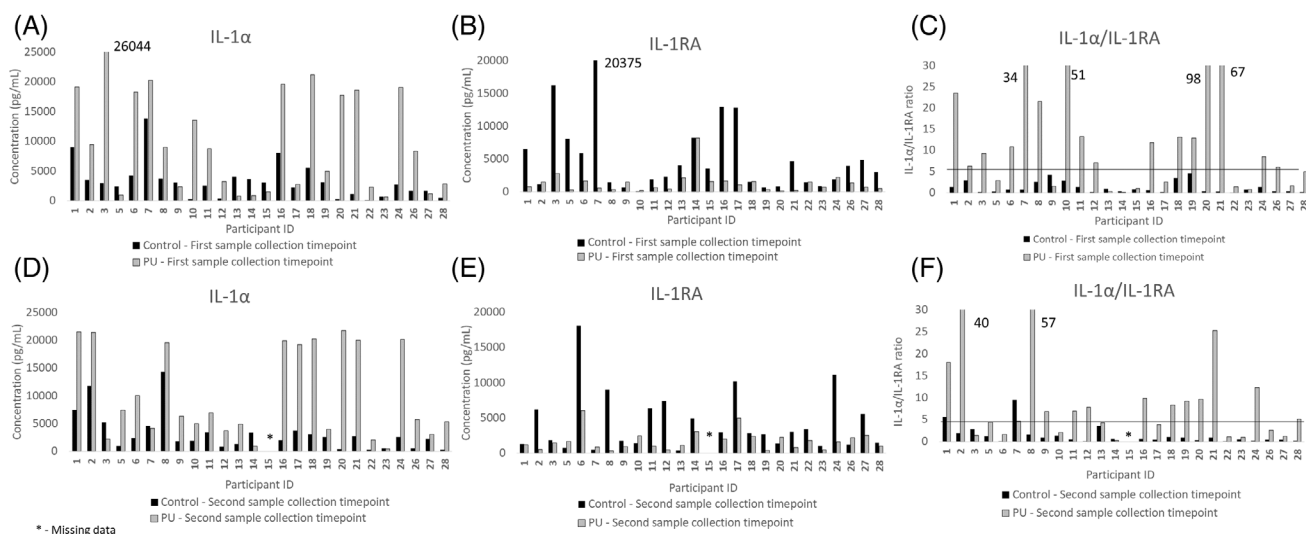 (A)
IL-1α
26044
Concentration (pg/mL)
25000
20000
15000
10000
5000
0
1 2 3 5 6 7 8 9 10 11 12 13 14 15 16 17 18 19 20 21 22 23 24 26 27 28
Participant ID
■ Control - First sample collection timepoint
■ PU - First sample collection timepoint
(B)
IL-1RA
20375
Concentration (pg/mL)
20000
15000
10000
5000
0
1 2 3 5 6 7 8 9 10 11 12 13 14 15 16 17 18 19 20 21 22 23 24 26 27 28
Participant ID
■ Control - First sample collection timepoint
■ PU - First sample collection timepoint
(C)
IL-1α/IL-1RA
34 51 98 67
IL-1α/IL-1RA ratio
30
25
20
15
10
5
0
1 2 3 5 6 7 8 9 10 11 12 13 14 15 16 17 18 19 20 21 22 23 24 26 27 28
Participant ID
■ Control - First sample collection timepoint
■ PU - First sample collection timepoint
(D)
IL-1α
Concentration (pg/mL)
30000
25000
20000
15000
10000
5000
0
*
1 2 3 5 6 7 8 9 10 11 12 13 14 15 16 17 18 19 20 21 22 23 24 26 27 28
Participant ID
■ Control - Second sample collection timepoint
■ PU - Second sample collection timepoint
* - Missing data
(E)
IL-1RA
Concentration (pg/mL)
20000
15000
10000
5000
0
*
1 2 3 5 6 7 8 9 10 11 12 13 14 15 16 17 18 19 20 21 22 23 24 26 27 28
Participant ID
■ Control - Second sample collection timepoint
■ PU - Second sample collection timepoint
(F)
IL-1α/IL-1RA
40 57
IL-1α/IL-1RA ratio
30
25
20
15
10
5
0
*
1 2 3 5 6 7 8 9 10 11 12 13 14 15 16 17 18 19 20 21 22 23 24 26 27 28
Participant ID
■ Control - Second sample collection timepoint
■ PU - Second sample collection timepoint